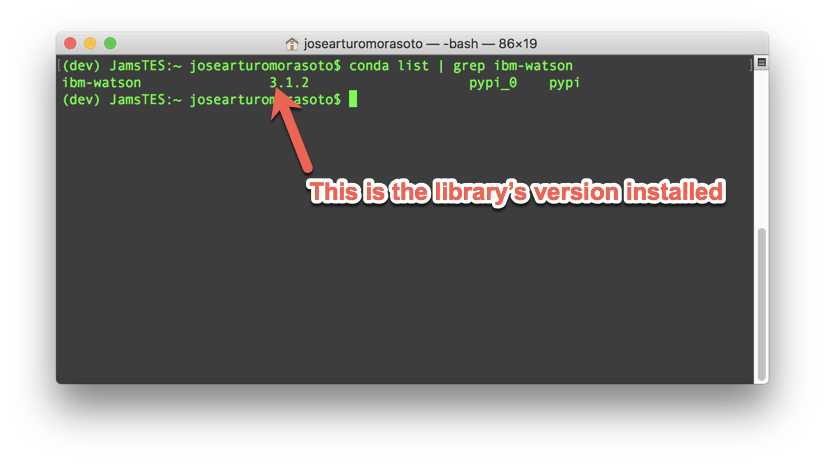 josearturomorasoto — -bash — 86×19
[(dev) JamsTES:~ josearturomorasoto$ conda list | grep ibm-watson ]
ibm-watson 3.1.2 pypi_0 pypi
(dev) JamsTES:~ josearturomorasoto$
This is the library's version installed